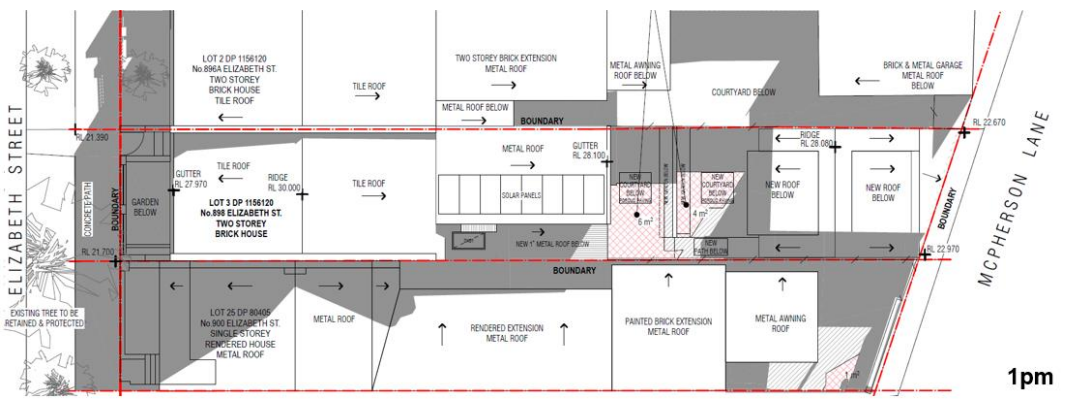 ELIZABETH STREET
EXISTING TREE TO BE
RETAINED & PROTECTED
CONCRETE PATH
BOUNDARY
RL 21.390
RL 21.700
GARDEN
BELOW
LOT 2 DP 1156120
No.896A ELIZABETH ST.
TWO STOREY
BRICK HOUSE
TILE ROOF
TILE ROOF
TWO STOREY BRICK EXTENSION
METAL ROOF
METAL ROOF BELOW
METAL AWNING
ROOF BELOW
COURTYARD BELOW
BRICK & METAL GARAGE
METAL ROOF
BELOW
BOUNDARY
GUTTER
RL 27.970
TILE ROOF
RIDGE
RL 30.000
TILE ROOF
LOT 3 DP 1156120
No.898 ELIZABETH ST.
TWO STOREY
BRICK HOUSE
METAL ROOF
GUTTER
RL 28.100
SOLAR PANELS
NEW 1° METAL ROOF BELOW
NEW
COURTYARD
BELOW
6 m²
NEW
COURTYARD
BELOW
4 m²
NEW
PATH BELOW
RIDGE
RL 28.080
NEW ROOF
BELOW
NEW ROOF
BELOW
RL 22.670
RL 22.970
BOUNDARY
MCPHERSON LANE
BOUNDARY
LOT 25 DP 80405
No.900 ELIZABETH ST.
SINGLE STOREY
RENDERED HOUSE
METAL ROOF
METAL ROOF
RENDERED EXTENSION
METAL ROOF
PAINTED BRICK EXTENSION
METAL ROOF
METAL AWNING
ROOF
1 m²
1pm